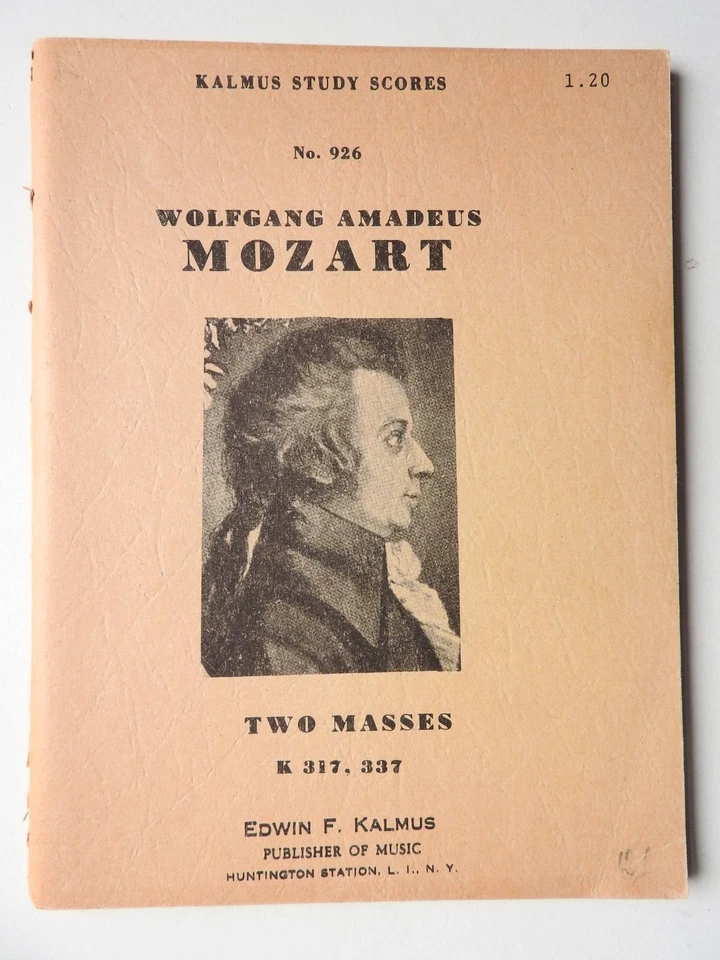 KALMUS STUDY SCORES 1.20
No. 926
WOLFGANG AMADEUS
MOZART
TWO MASSES
K 317, 337
EDWIN F. KALMUS
PUBLISHER OF MUSIC
HUNTINGTON STATION, L. I., N. Y.